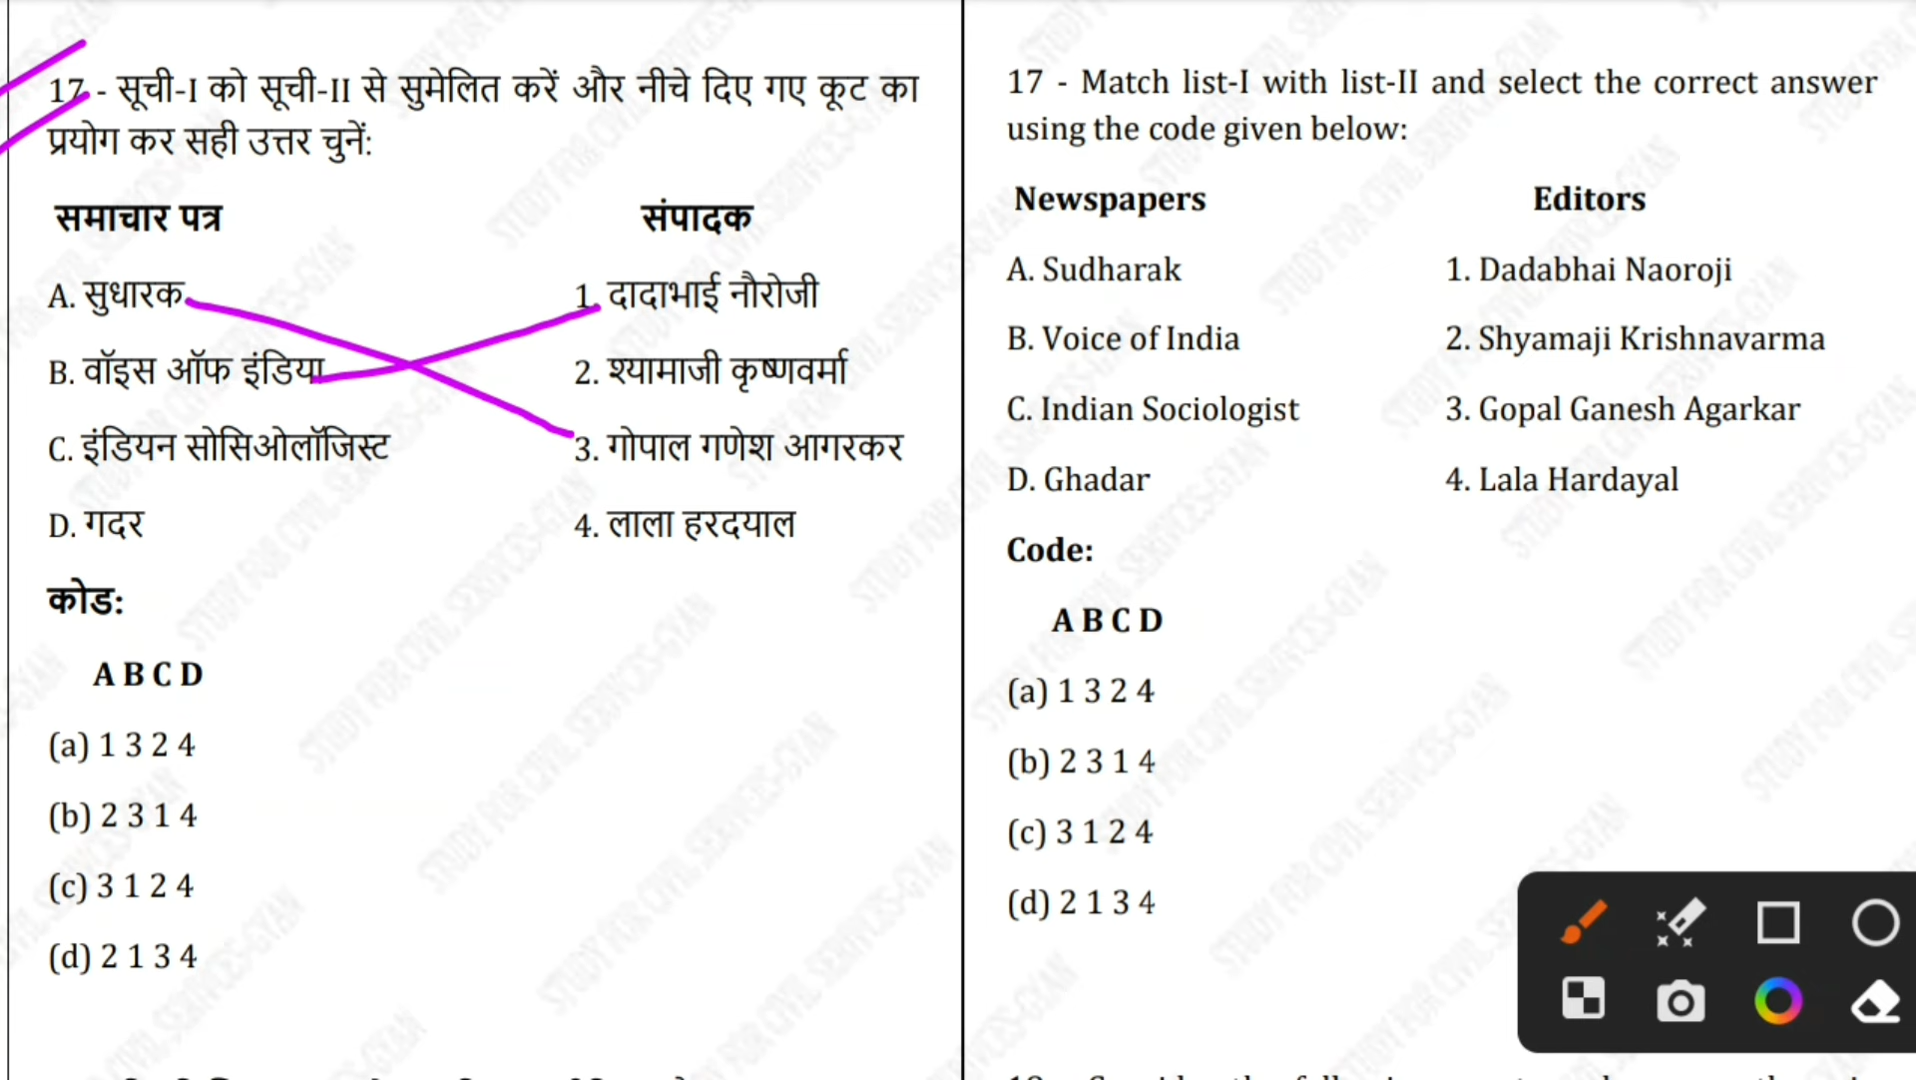 17 - सूची-I को सूची-II से सुमेलित करें और नीचे दिए गए कूट का
प्रयोग कर सही उत्तर चुनें:
समाचार पत्र संपादक
A. सुधारक 1. दादाभाई नौरोजी
B. वॉइस ऑफ इंडिया 2. श्यामाजी कृष्णवर्मा
C. इंडियन सोसिओलॉजिस्ट 3. गोपाल गणेश आगरकर
D. गदर 4. लाला हरदयाल
कोड:
A B C D
(a) 1 3 2 4
(b) 2 3 1 4
(c) 3 1 2 4
(d) 2 1 3 4
17 - Match list-I with list-II and select the correct answer
using the code given below:
Newspapers Editors
A. Sudharak 1. Dadabhai Naoroji
B. Voice of India 2. Shyamaji Krishnavarma
C. Indian Sociologist 3. Gopal Ganesh Agarkar
D. Ghadar 4. Lala Hardayal
Code:
A B C D
(a) 1 3 2 4
(b) 2 3 1 4
(c) 3 1 2 4
(d) 2 1 3 4
STUDY FOR CIVIL SERVICES-GYAN